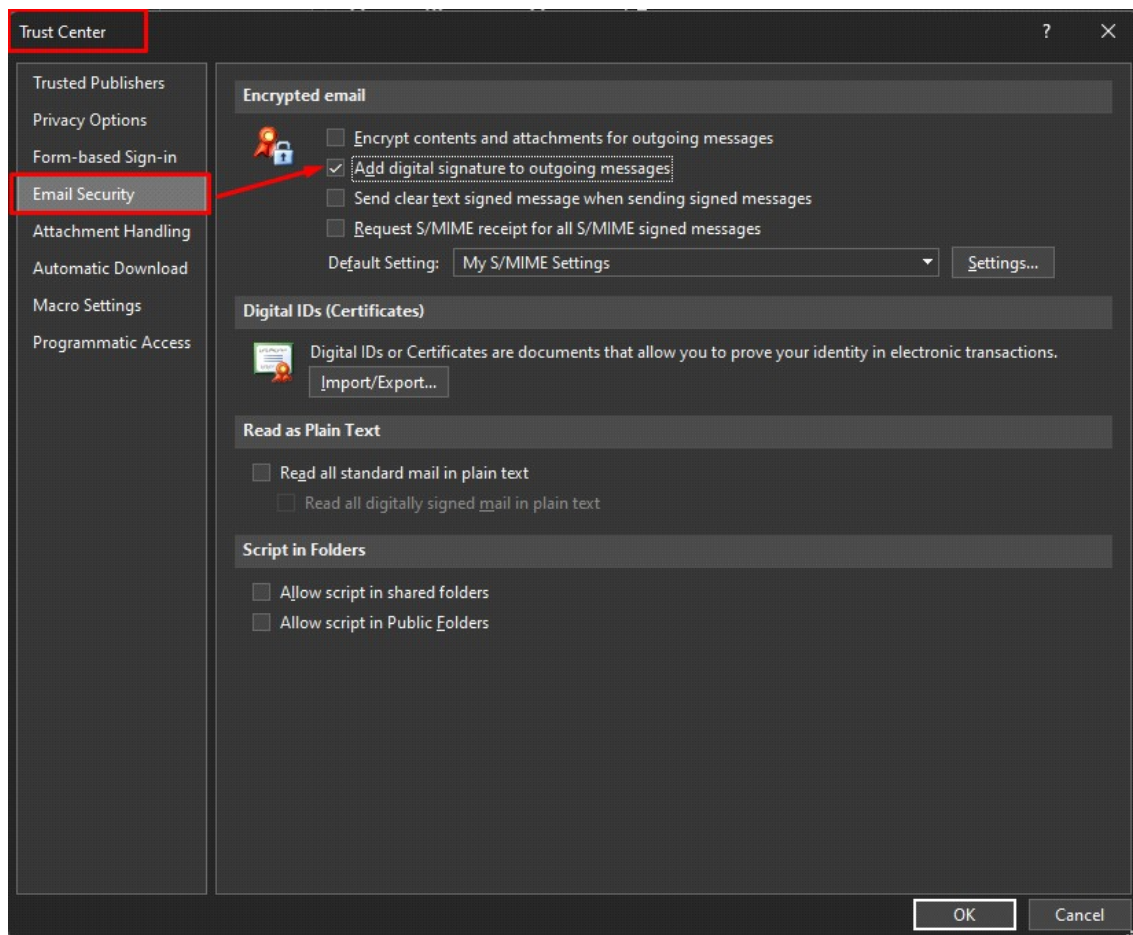 Trust Center
?
Trusted Publishers
Privacy Options
Form-based Sign-in
Email Security
Attachment Handling
Automatic Download
Macro Settings
Programmatic Access
Encrypted email
Encrypt contents and attachments for outgoing messages
Add digital signature to outgoing messages
Send clear text signed message when sending signed messages
Request S/MIME receipt for all S/MIME signed messages
Default Setting: My S/MIME Settings Settings...
Digital IDs (Certificates)
Digital IDs or Certificates are documents that allow you to prove your identity in electronic transactions.
Import/Export...
Read as Plain Text
Read all standard mail in plain text
Read all digitally signed mail in plain text
Script in Folders
Allow script in shared folders
Allow script in Public Folders
OK Cancel